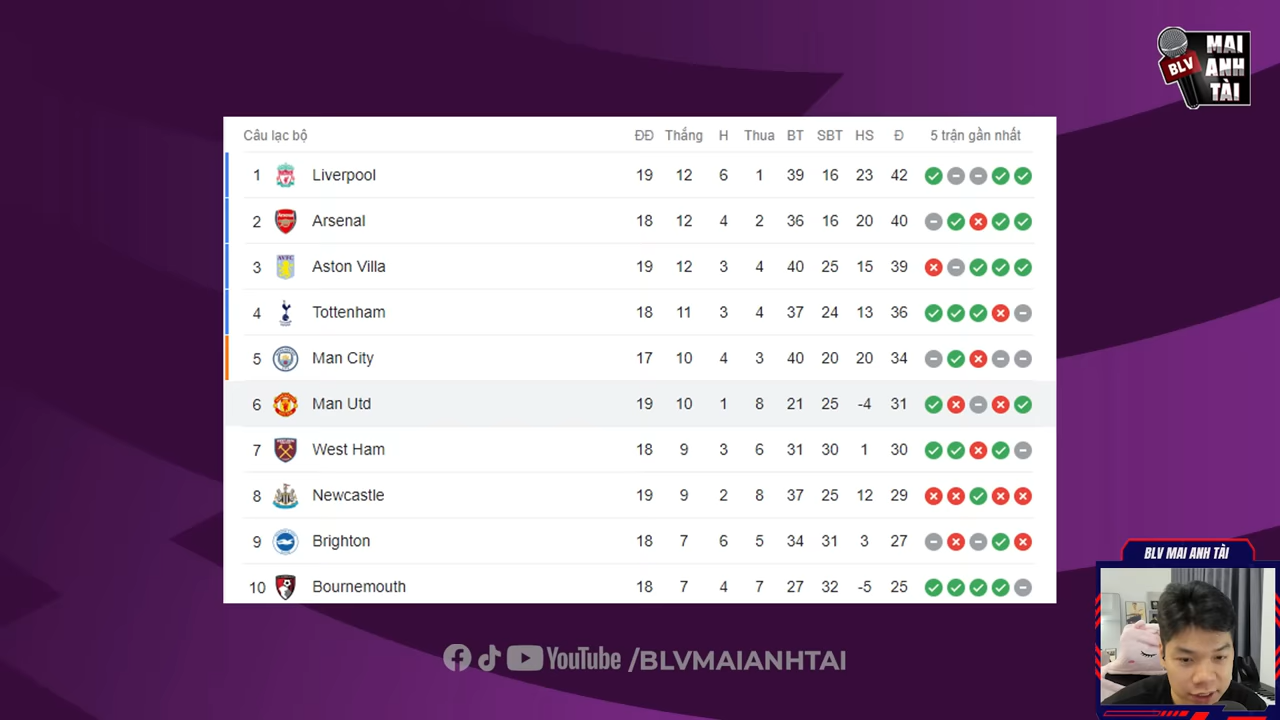 BLV MAI ANH TÀI
Câu lạc bộ ĐĐ Thắng H Thua BT SBT HS Đ 5 trận gần nhất
1 Liverpool 19 12 6 1 39 16 23 42
2 Arsenal 18 12 4 2 36 16 20 40
3 Aston Villa 19 12 3 4 40 25 15 39
4 Tottenham 18 11 3 4 37 24 13 36
5 Man City 17 10 4 3 40 20 20 34
6 Man Utd 19 10 1 8 21 25 -4 31
7 West Ham 18 9 3 6 31 30 1 30
8 Newcastle 19 9 2 8 37 25 12 29
9 Brighton 18 7 6 5 34 31 3 27
10 Bournemouth 18 7 4 7 27 32 -5 25
BLV MAI ANH TÀI
YouTube /BLVMAIANHTAI